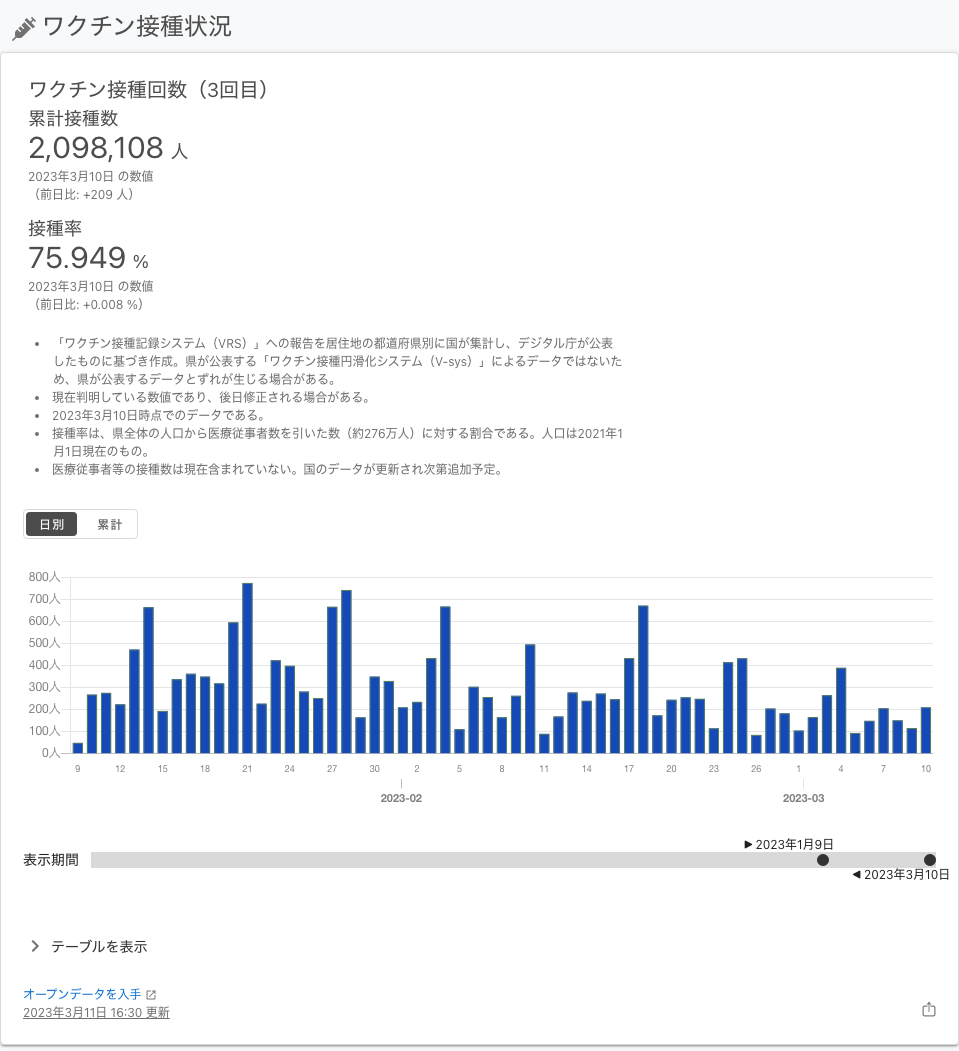 ワクチン接種状況
ワクチン接種回数（3回目）
累計接種数
2,098,108 人
2023年3月10日 の数値
（前日比: +209 人）
接種率
75.949 %
2023年3月10日 の数値
（前日比: +0.008 %）
• 「ワクチン接種記録システム（VRS）」への報告を居住地の都道府県別に国が集計し、デジタル庁が公表
したものに基づき作成。県が公表する「ワクチン接種円滑化システム（V-sys）」によるデータではないた
め、県が公表するデータとずれが生じる場合がある。
• 現在判明している数値であり、後日修正される場合がある。
• 2023年3月10日時点でのデータである。
• 接種率は、県全体の人口から医療従事者数を引いた数（約276万人）に対する割合である。人口は2021年1
月1日現在のもの。
• 医療従事者等の接種数は現在含まれていない。国のデータが更新され次第追加予定。
日別 累計
800人
700人
600人
500人
400人
300人
200人
100人
0人
9 12 15 18 21 24 27 30 2 5 8 11 14 17 20 23 26 1 4 7 10
2023-02 2023-03
▶ 2023年1月9日
表示期間
◀ 2023年3月10日
テーブルを表示
オープンデータを入手
2023年3月11日 16:30 更新